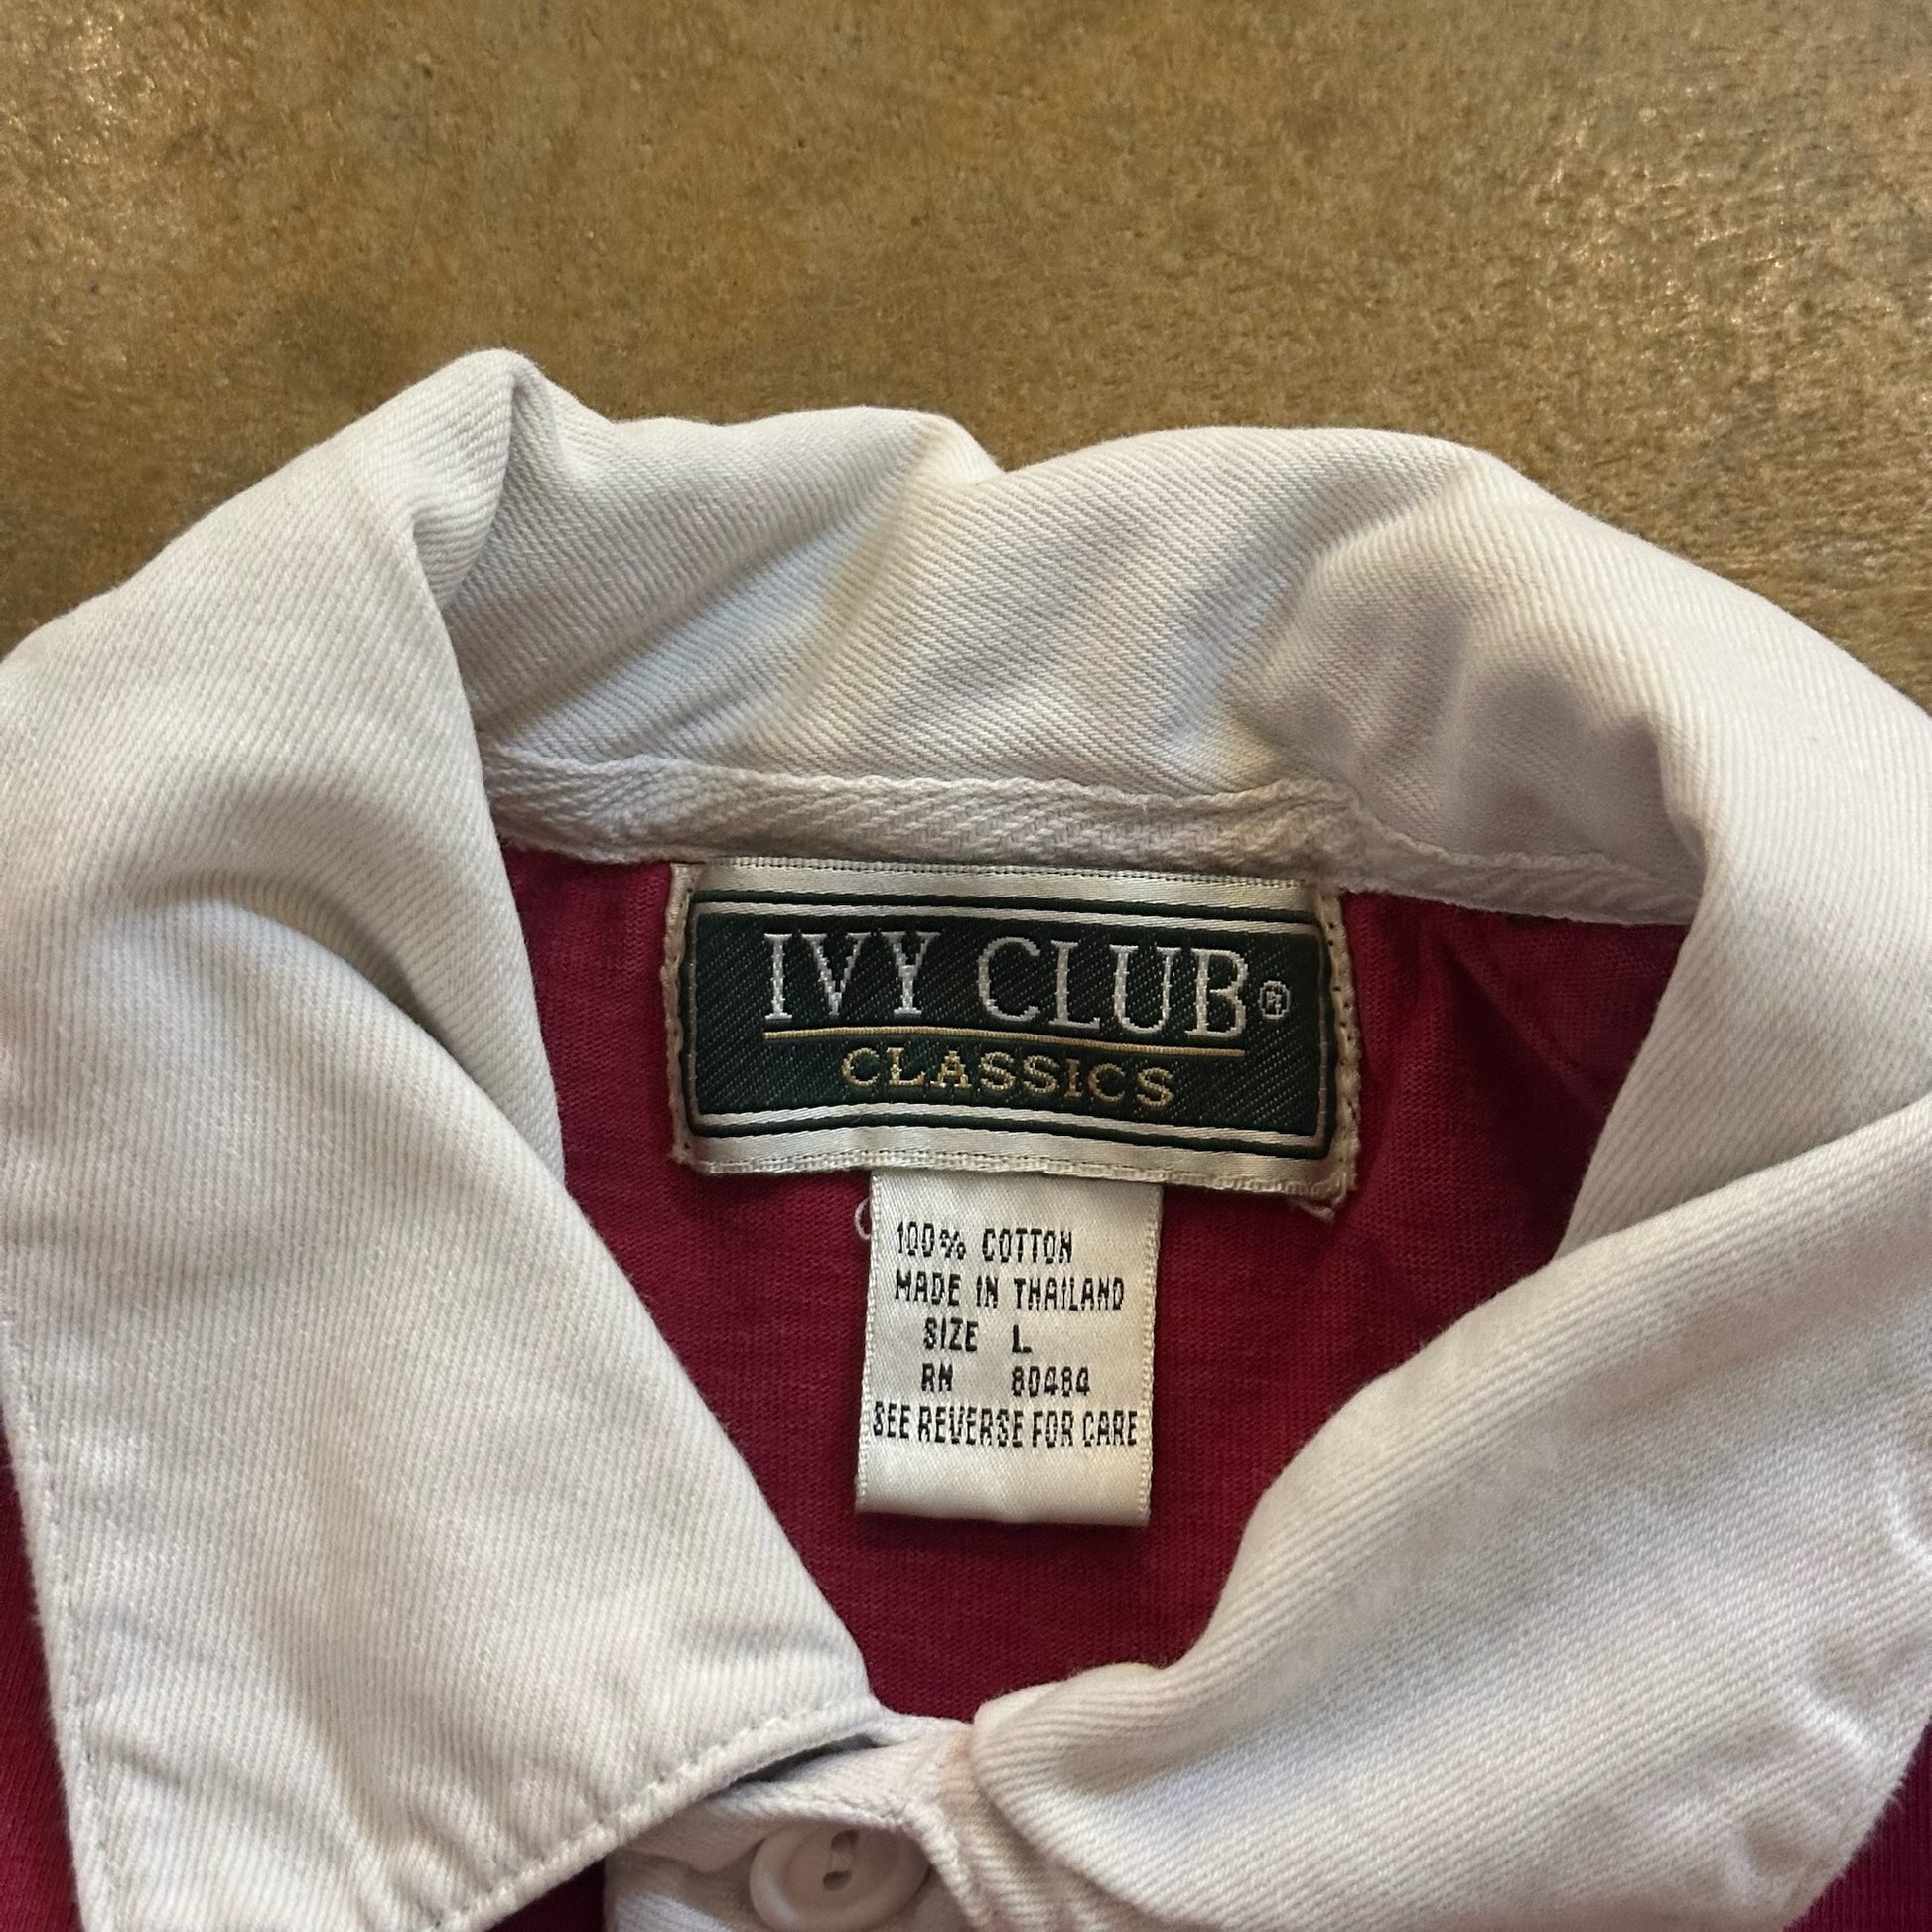 IVY CLUB®
CLASSICS
100% COTTON
MADE IN THAILAND
SIZE L
RN 80484
SEE REVERSE FOR CARE